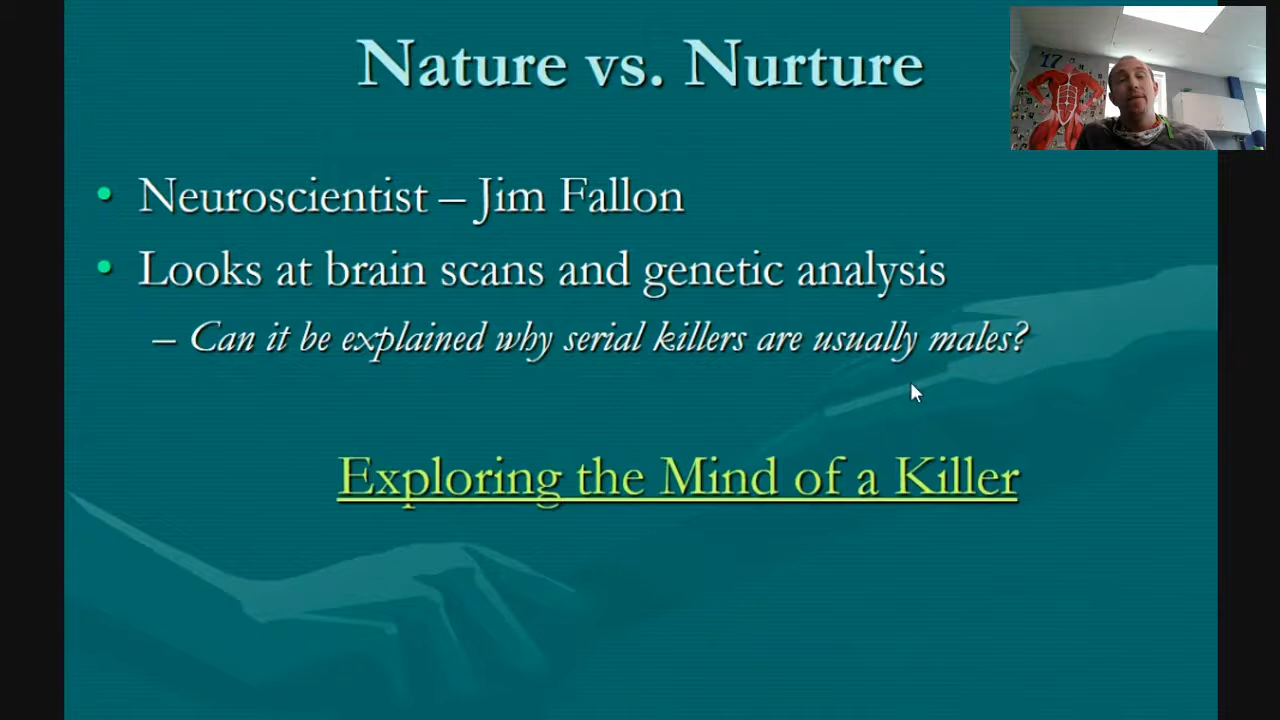 Nature vs. Nurture
'17
• Neuroscientist – Jim Fallon
• Looks at brain scans and genetic analysis
– Can it be explained why serial killers are usually males?
Exploring the Mind of a Killer